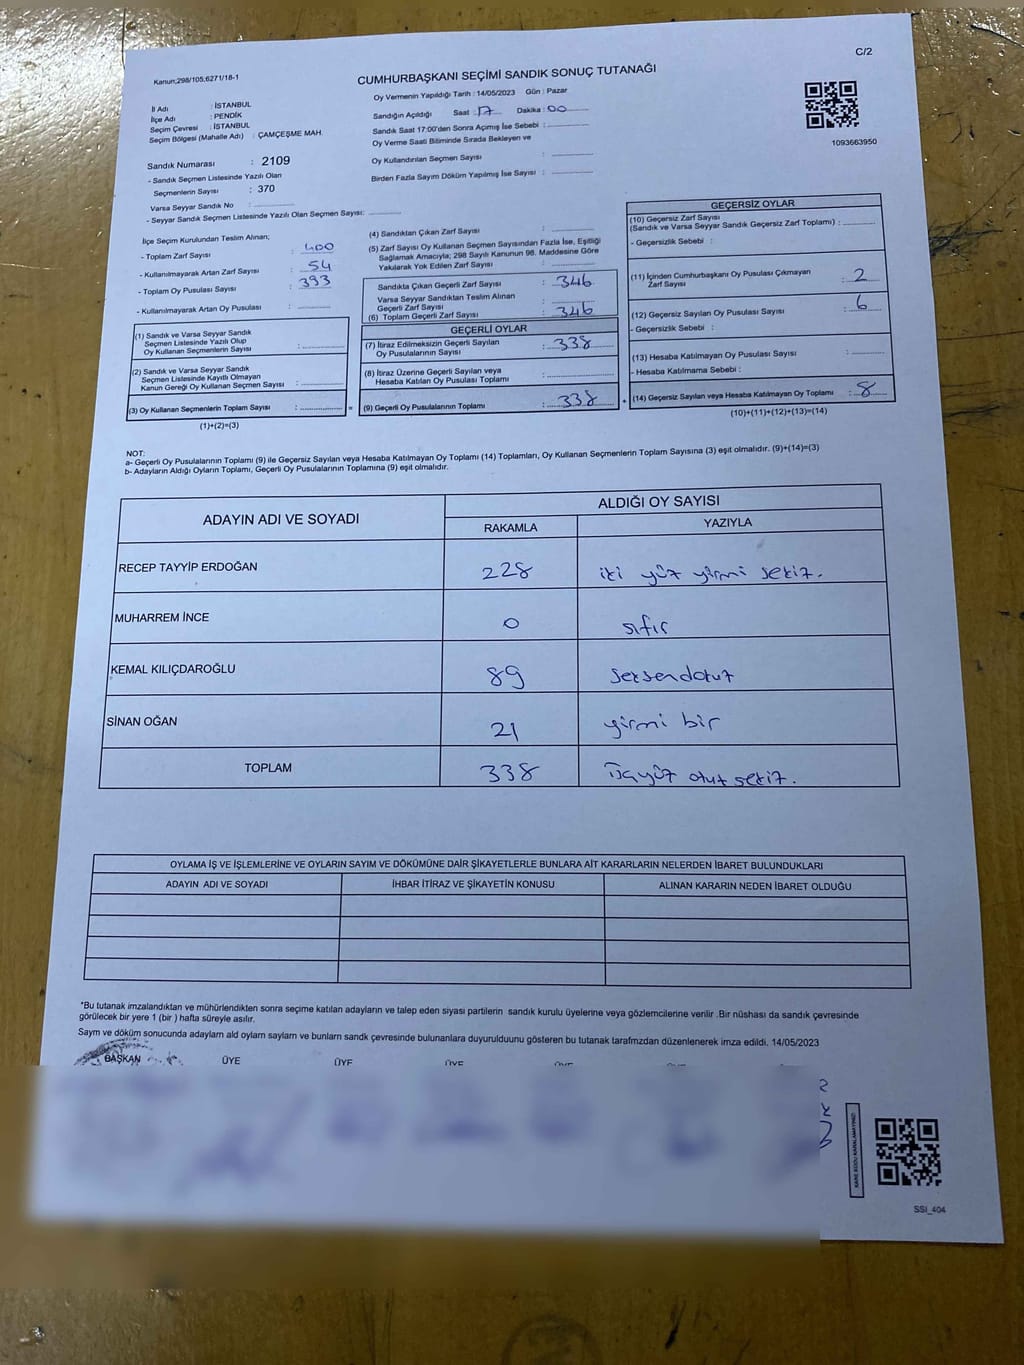 C/2
Kanun;298/105;6271/18-1
CUMHURBAŞKANI SEÇİMİ SANDIK SONUÇ TUTANAĞI
İl Adı : İSTANBUL
İlçe Adı : PENDİK
Seçim Çevresi : İSTANBUL
Seçim Bölgesi (Mahalle Adı) : ÇAMÇEŞME MAH.
Sandık Numarası : 2109
- Sandık Seçmen Listesinde Yazılı Olan
Seçmenlerin Sayısı : 370
Varsa Seyyar Sandık No :
- Seyyar Sandık Seçmen Listesinde Yazılı Olan Seçmen Sayısı:
Oy Vermenin Yapıldığı Tarih : 14/05/2023 Gün : Pazar
Sandığın Açıldığı Saat : 17 Dakika : 00
Sandık Saat 17:00'den Sonra Açımış İse Sebebi :
Oy Verme Saati Bitiminde Sırada Bekleyen ve
Oy Kullandırılan Seçmen Sayısı :
Birden Fazla Sayım Döküm Yapılmış İse Sayısı :
1093663950
İlçe Seçim Kurulundan Teslim Alınan;
- Toplam Zarf Sayısı : 400
- Kullanılmayarak Artan Zarf Sayısı : 54
- Toplam Oy Pusulası Sayısı : 393
- Kullanılmayarak Artan Oy Pusulası :
(1) Sandık ve Varsa Seyyar Sandık
Seçmen Listesinde Yazılı Olup
Oy Kullanan Seçmenlerin Sayısı :
(2) Sandık ve Varsa Seyyar Sandık
Seçmen Listesinde Kayıtlı Olmayan
Kanun Gereği Oy Kullanan Seçmen Sayısı :
(3) Oy Kullanan Seçmenlerin Toplam Sayısı :
(1)+(2)=(3)
(4) Sandıktan Çıkan Zarf Sayısı :
(5) Zarf Sayısı Oy Kullanan Seçmen Sayısından Fazla İse, Eşitliği
Sağlamak Amacıyla; 298 Sayılı Kanunun 98. Maddesine Göre
Yakılarak Yok Edilen Zarf Sayısı :
Sandıkta Çıkan Geçerli Zarf Sayısı : 346
Varsa Seyyar Sandıktan Teslim Alınan
Geçerli Zarf Sayısı :
(6) Toplam Geçerli Zarf Sayısı : 346
GEÇERLİ OYLAR
(7) İtiraz Edilmeksizin Geçerli Sayılan
Oy Pusulalarının Sayısı : 338
(8) İtiraz Üzerine Geçerli Sayılan veya
Hesaba Katılan Oy Pusulası Toplamı :
= (9) Geçerli Oy Pusulalarının Toplamı : 338
GEÇERSİZ OYLAR
(10) Geçersiz Zarf Sayısı
(Sandık ve Varsa Seyyar Sandık Geçersiz Zarf Toplamı) :
- Geçersizlik Sebebi :
(11) İçinden Cumhurbaşkanı Oy Pusulası Çıkmayan
Zarf Sayısı : 2
(12) Geçersiz Sayılan Oy Pusulası Sayısı : 6
- Geçersizlik Sebebi :
(13) Hesaba Katılmayan Oy Pusulası Sayısı :
- Hesaba Katılmama Sebebi :
+ (14) Geçersiz Sayılan veya Hesaba Katılmayan Oy Toplamı : 8
(10)+(11)+(12)+(13)=(14)
NOT:
a- Geçerli Oy Pusulalarının Toplamı (9) ile Geçersiz Sayılan veya Hesaba Katılmayan Oy Toplamı (14) Toplamları, Oy Kullanan Seçmenlerin Toplam Sayısına (3) eşit olmalıdır. (9)+(14)=(3)
b- Adayların Aldığı Oyların Toplamı, Geçerli Oy Pusulalarının Toplamına (9) eşit olmalıdır.
ADAYIN ADI VE SOYADI
ALDIĞI OY SAYISI
RAKAMLA YAZIYLA
RECEP TAYYİP ERDOĞAN 228 iki yüz yirmi sekiz.
MUHARREM İNCE 0 sıfır
KEMAL KILIÇDAROĞLU 89 seksendokuz
SİNAN OĞAN 21 yirmi bir
TOPLAM 338 üçyüz otuz sekiz.
OYLAMA İŞ VE İŞLEMLERİNE VE OYLARIN SAYIM VE DÖKÜMÜNE DAİR ŞİKAYETLERLE BUNLARA AİT KARARLARIN NELERDEN İBARET BULUNDUKLARI
ADAYIN ADI VE SOYADI İHBAR İTİRAZ VE ŞİKAYETİN KONUSU ALINAN KARARIN NEDEN İBARET OLDUĞU
"Bu tutanak imzalandıktan ve mühürlendikten sonra seçime katılan adayların ve talep eden siyasi partilerin sandık kurulu üyelerine veya gözlemcilerine verilir .Bir nüshası da sandık çevresinde
görülecek bir yere 1 (bir ) hafta süreyle asılır.
Saym ve döküm sonucunda adaylarn ald oylarn saylarn ve bunlarn sandk çevresinde bulunanlara duyurulduunu gösteren bu tutanak tarafmzdan düzenlenerek imza edildi. 14/05/2023
BAŞKAN ÜYE ÜYE ÜYE
KARE KODU KARALAMAYINIZ!
SSI_404